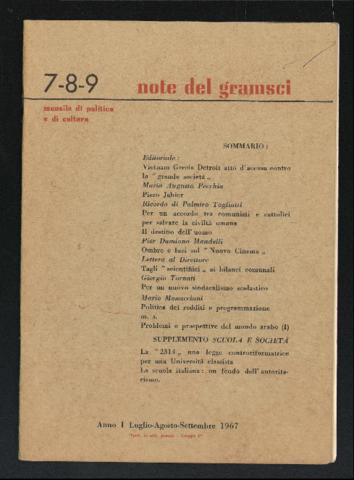 7-8-9 note del gramsci
mensile di politica
e di cultura
SOMMARIO :
Editoriale :
Vietnam Grecia Detroit atto d'accusa contro
la " grande società "
Maria Augusta Pecchia
Piero Jahier
Ricordo di Palmiro Togliatti
Per un accordo tra comunisti e cattolici
per salvare la civiltà umana
Il destino dell'uomo
Pier Damiano Mandelli
Ombre e luci sul " Nuovo Cinema "
Lettera al Direttore
Tagli " scientifici " ai bilanci comunali
Giorgio Tornati
Per un nuovo sindacalismo scolastico
Mario
Politica dei redditi e programmazione
m. s.
Problemi e prospettive del mondo arabo (I)
SUPPLEMENTO SCUOLA E SOCIETÀ
La " 2314 " una legge controriformatrice
per una Università classista
La scuola italiana : un feudo dell'autorita-
rismo.
Anno I Luglio-Agosto-Settembre 1967